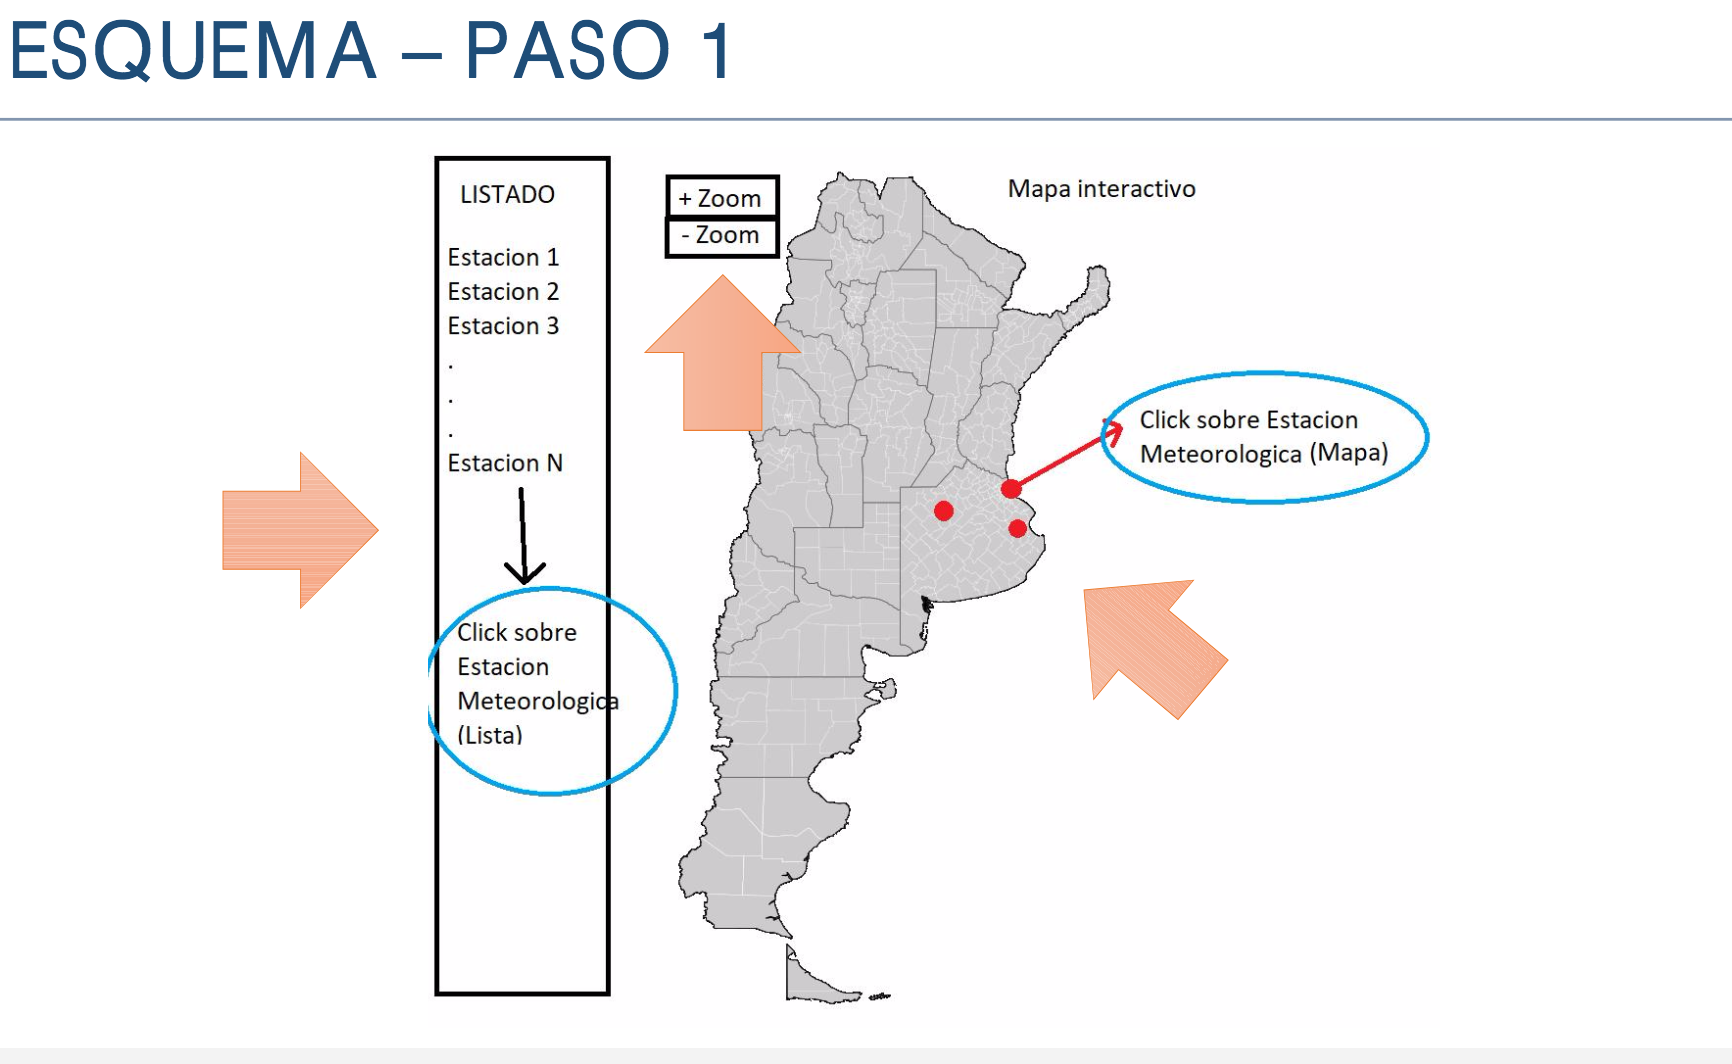 ESQUEMA – PASO 1
LISTADO
Estacion 1
Estacion 2
Estacion 3
.
.
.
Estacion N
Click sobre
Estacion
Meteorologica
(Lista)
+ Zoom
- Zoom
Mapa interactivo
Click sobre Estacion
Meteorologica (Mapa)